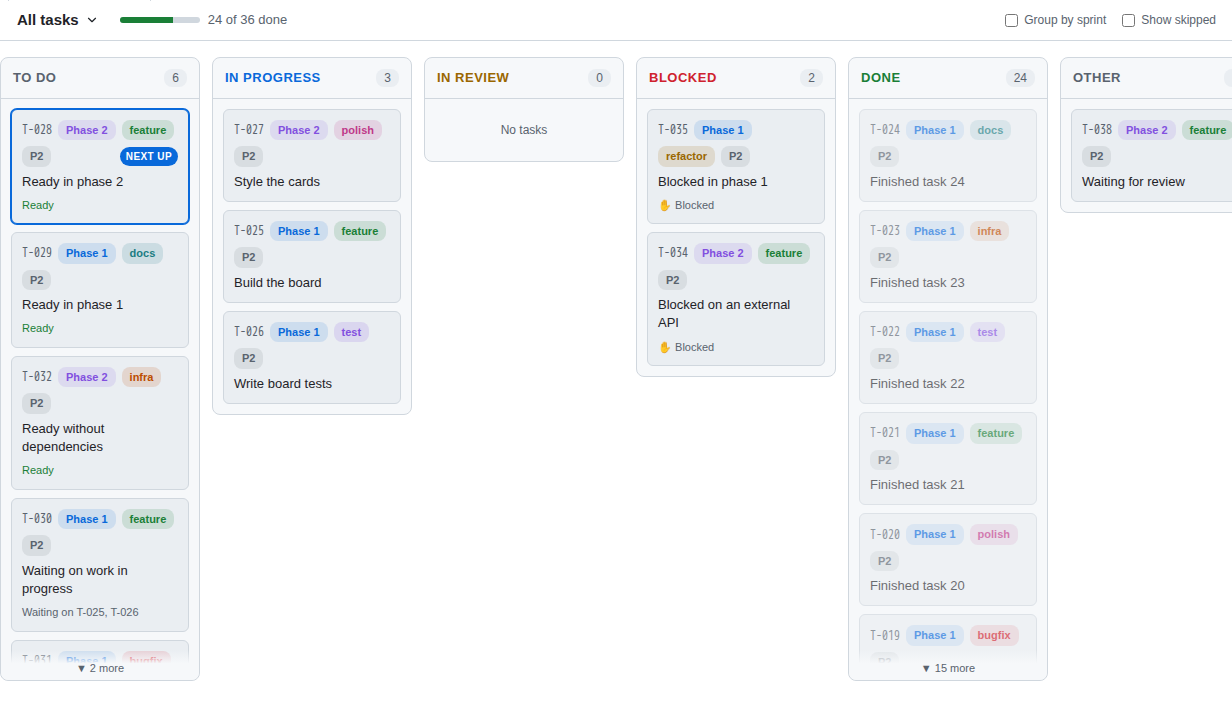 All tasks
24 of 36 done
Group by sprint
Show skipped
TO DO 6
T-028 Phase 2 feature
P2 NEXT UP
Ready in phase 2
Ready
T-029 Phase 1 docs
P2
Ready in phase 1
Ready
T-032 Phase 2 infra
P2
Ready without
dependencies
Ready
T-030 Phase 1 feature
P2
Waiting on work in
progress
Waiting on T-025, T-026
T-031 Phase 1 bugfix
▼ 2 more
IN PROGRESS 3
T-027 Phase 2 polish
P2
Style the cards
T-025 Phase 1 feature
P2
Build the board
T-026 Phase 1 test
P2
Write board tests
IN REVIEW 0
No tasks
BLOCKED 2
T-035 Phase 1
refactor P2
Blocked in phase 1
✋ Blocked
T-034 Phase 2 feature
P2
Blocked on an external
API
✋ Blocked
DONE 24
T-024 Phase 1 docs
P2
Finished task 24
T-023 Phase 1 infra
P2
Finished task 23
T-022 Phase 1 test
P2
Finished task 22
T-021 Phase 1 feature
P2
Finished task 21
T-020 Phase 1 polish
P2
Finished task 20
T-019 Phase 1 bugfix
P2
▼ 15 more
OTHER
T-038 Phase 2 feature
P2
Waiting for review